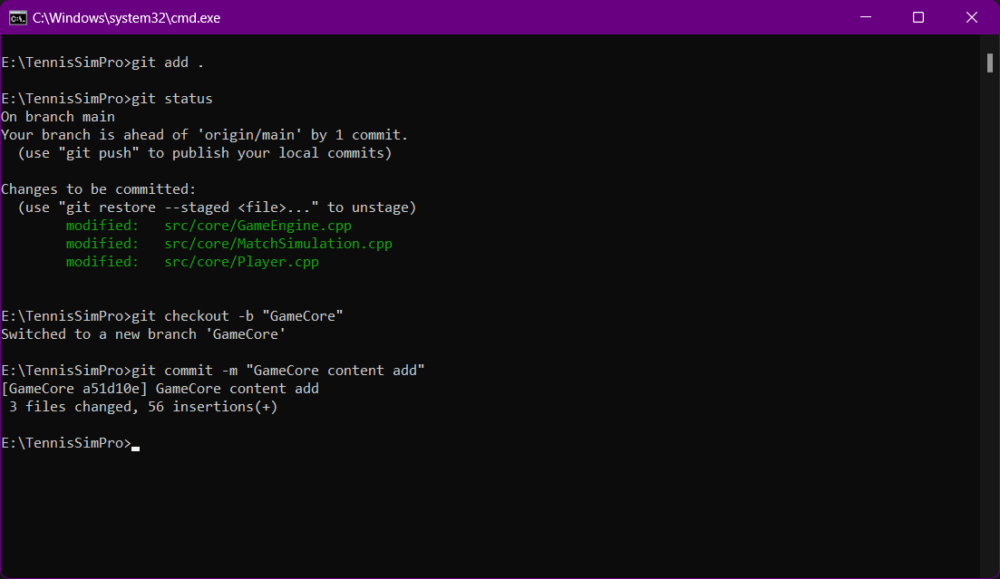 C:\Windows\system32\cmd.exe
E:\TennisSimPro>git add .
E:\TennisSimPro>git status
On branch main
Your branch is ahead of 'origin/main' by 1 commit.
  (use "git push" to publish your local commits)
Changes to be committed:
  (use "git restore --staged <file>..." to unstage)
        modified:   src/core/GameEngine.cpp
        modified:   src/core/MatchSimulation.cpp
        modified:   src/core/Player.cpp
E:\TennisSimPro>git checkout -b "GameCore"
Switched to a new branch 'GameCore'
E:\TennisSimPro>git commit -m "GameCore content add"
[GameCore a51d10e] GameCore content add
 3 files changed, 56 insertions(+)
E:\TennisSimPro>